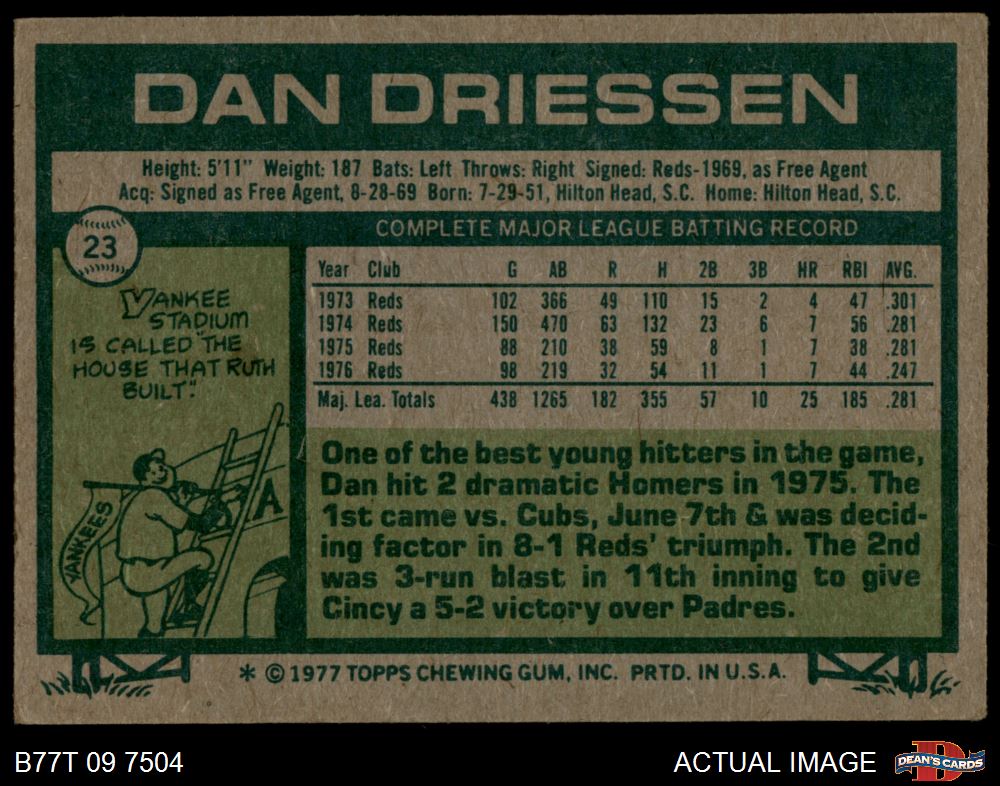 DAN DRIESSEN
Height: 5'11" Weight: 187 Bats: Left Throws: Right Signed: Reds-1969, as Free Agent
Acq: Signed as Free Agent, 8-28-69 Born: 7-29-51, Hilton Head, S.C. Home: Hilton Head, S.C.
23
YANKEE
STADIUM
IS CALLED "THE
HOUSE THAT RUTH
BUILT."
YANKEES
A
COMPLETE MAJOR LEAGUE BATTING RECORD
Year Club G AB R H 2B 3B HR RBI AVG.
1973 Reds 102 366 49 110 15 2 4 47 .301
1974 Reds 150 470 63 132 23 6 7 56 .281
1975 Reds 88 210 38 59 8 1 7 38 .281
1976 Reds 98 219 32 54 11 1 7 44 .247
Maj. Lea. Totals 438 1265 182 355 57 10 25 185 .281
One of the best young hitters in the game,
Dan hit 2 dramatic Homers in 1975. The
1st came vs. Cubs, June 7th & was decid-
ing factor in 8-1 Reds' triumph. The 2nd
was 3-run blast in 11th inning to give
Cincy a 5-2 victory over Padres.
* © 1977 TOPPS CHEWING GUM, INC. PRTD. IN U.S.A.
B77T 09 7504
ACTUAL IMAGE
D
DEAN'S CARDS